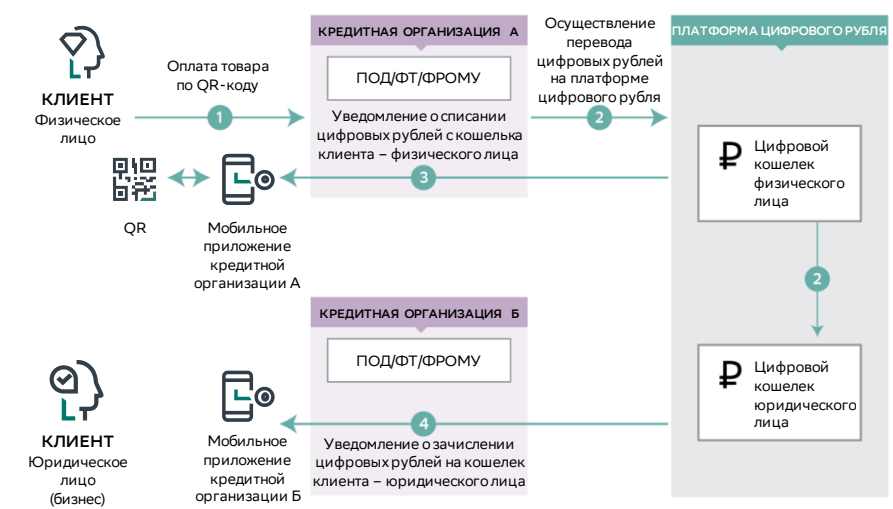 КЛИЕНТ
Физическое
лицо
Оплата товара
по QR-коду
1
КРЕДИТНАЯ ОРГАНИЗАЦИЯ А
ПОД/ФТ/ФРОМУ
Уведомление о списании
цифровых рублей с кошелька
клиента – физического лица
Осуществление
перевода
цифровых рублей
на платформе
цифрового рубля
2
ПЛАТФОРМА ЦИФРОВОГО РУБЛЯ
₽
Цифровой
кошелек
физического
лица
3
QR
Мобильное
приложение
кредитной
организации А
2
КРЕДИТНАЯ ОРГАНИЗАЦИЯ Б
ПОД/ФТ/ФРОМУ
₽
Цифровой
кошелек
юридического
лица
4
Уведомление о зачислении
цифровых рублей на кошелек
клиента – юридического лица
КЛИЕНТ
Юридическое
лицо
(бизнес)
Мобильное
приложение
кредитной
организации Б